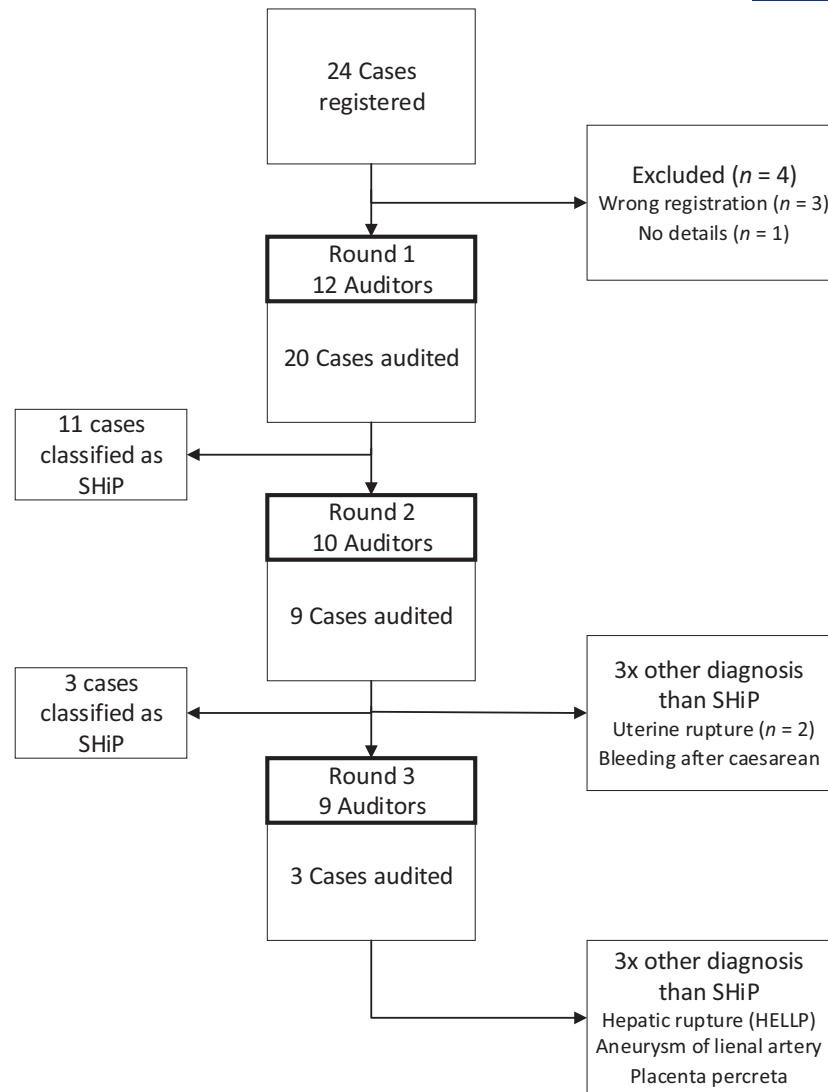 24 Cases
registered
Excluded (n = 4)
Wrong registration (n = 3)
No details (n = 1)
Round 1
12 Auditors
20 Cases audited
11 cases
classified as
SHiP
Round 2
10 Auditors
9 Cases audited
3 cases
classified as
SHiP
3x other diagnosis
than SHiP
Uterine rupture (n = 2)
Bleeding after caesarean
Round 3
9 Auditors
3 Cases audited
3x other diagnosis
than SHiP
Hepatic rupture (HELLP)
Aneurysm of lienal artery
Placenta percreta